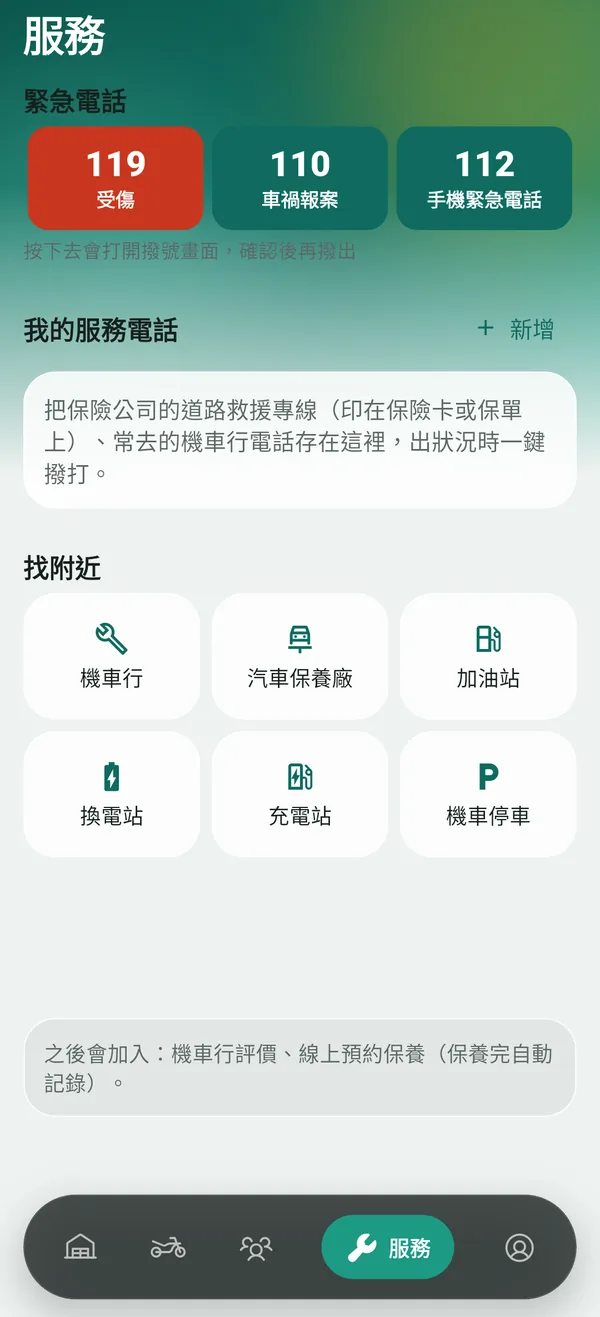 服務
緊急電話
119
受傷
110
車禍報案
112
手機緊急電話
按下去會打開撥號畫面，確認後再撥出
我的服務電話
+ 新增
把保險公司的道路救援專線（印在保險卡或保單
上）、常去的機車行電話存在這裡，出狀況時一鍵
撥打。
找附近
機車行
汽車保養廠
加油站
換電站
充電站
P
機車停車
之後會加入：機車行評價、線上預約保養（保養完自動
記錄）。
服務